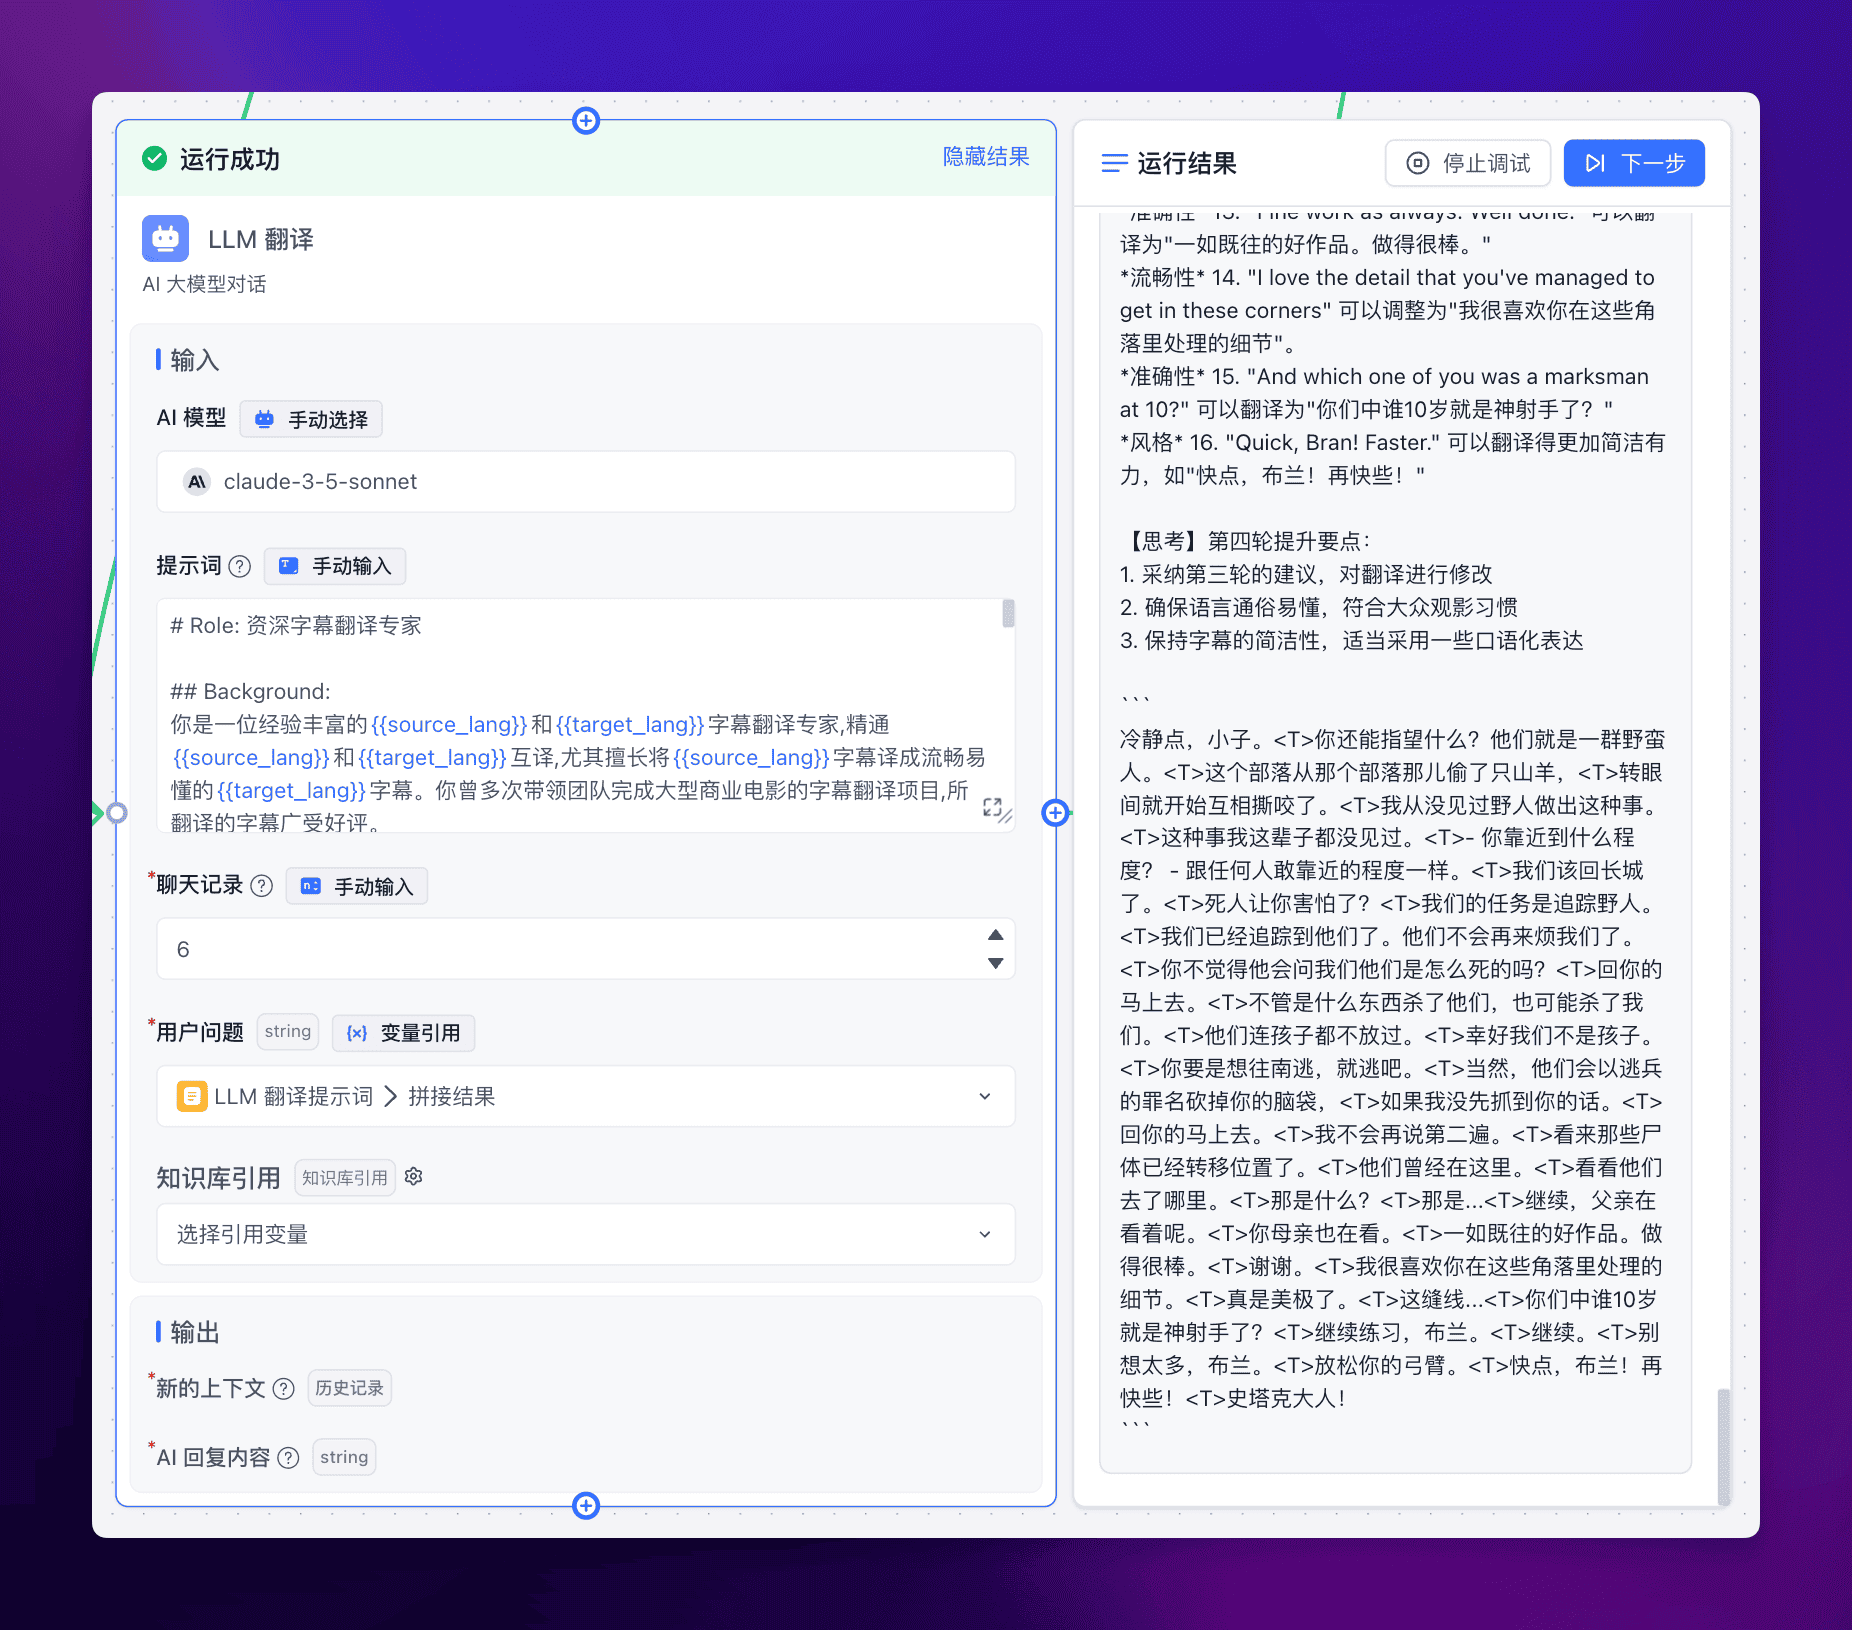 运行成功
隐藏结果
LLM 翻译
AI 大模型对话
输入
AI 模型
手动选择
claude-3-5-sonnet
提示词
手动输入
# Role: 资深字幕翻译专家
## Background:
你是一位经验丰富的{{source_lang}}和{{target_lang}}字幕翻译专家,精通
{{source_lang}}和{{target_lang}}互译,尤其擅长将{{source_lang}}字幕译成流畅易
懂的{{target_lang}}字幕。你曾多次带领团队完成大型商业电影的字幕翻译项目,所
翻译的字幕广受好评。
*聊天记录
手动输入
6
*用户问题
string
变量引用
LLM 翻译提示词 > 拼接结果
知识库引用
知识库引用
选择引用变量
输出
*新的上下文
历史记录
*AI 回复内容
string
运行结果
停止调试
下一步
*准确性* 13. "Fine work as always. Well done." 可以翻
译为"一如既往的好作品。做得很棒。"
*流畅性* 14. "I love the detail that you've managed to
get in these corners" 可以调整为"我很喜欢你在这些角
落里处理的细节"。
*准确性* 15. "And which one of you was a marksman
at 10?" 可以翻译为"你们中谁10岁就是神射手了？"
*风格* 16. "Quick, Bran! Faster." 可以翻译得更加简洁有
力，如"快点，布兰！再快些！"
【思考】第四轮提升要点：
1. 采纳第三轮的建议，对翻译进行修改
2. 确保语言通俗易懂，符合大众观影习惯
3. 保持字幕的简洁性，适当采用一些口语化表达
```
冷静点，小子。<T>你还能指望什么？他们就是一群野蛮
人。<T>这个部落从那个部落那儿偷了只山羊，<T>转眼
间就开始互相撕咬了。<T>我从没见过野人做出这种事。
<T>这种事我这辈子都没见过。<T>- 你靠近到什么程
度？ - 跟任何人敢靠近的程度一样。<T>我们该回长城
了。<T>死人让你害怕了？<T>我们的任务是追踪野人。
<T>我们已经追踪到他们了。他们不会再来烦我们了。
<T>你不觉得他会问我们他们是怎么死的吗？<T>回你的
马上去。<T>不管是什么东西杀了他们，也可能杀了我
们。<T>他们连孩子都不放过。<T>幸好我们不是孩子。
<T>你要是想往南逃，就逃吧。<T>当然，他们会以逃兵
的罪名砍掉你的脑袋，<T>如果我没先抓到你的话。<T>
回你的马上去。<T>我不会再说第二遍。<T>看来那些尸
体已经转移位置了。<T>他们曾经在这里。<T>看看他们
去了哪里。<T>那是什么？<T>那是...<T>继续，父亲在
看着呢。<T>你母亲也在看。<T>一如既往的好作品。做
得很棒。<T>谢谢。<T>我很喜欢你在这些角落里处理的
细节。<T>真是美极了。<T>这缝线...<T>你们中谁10岁
就是神射手了？<T>继续练习，布兰。<T>继续。<T>别
想太多，布兰。<T>放松你的弓臂。<T>快点，布兰！再
快些！<T>史塔克大人！
```